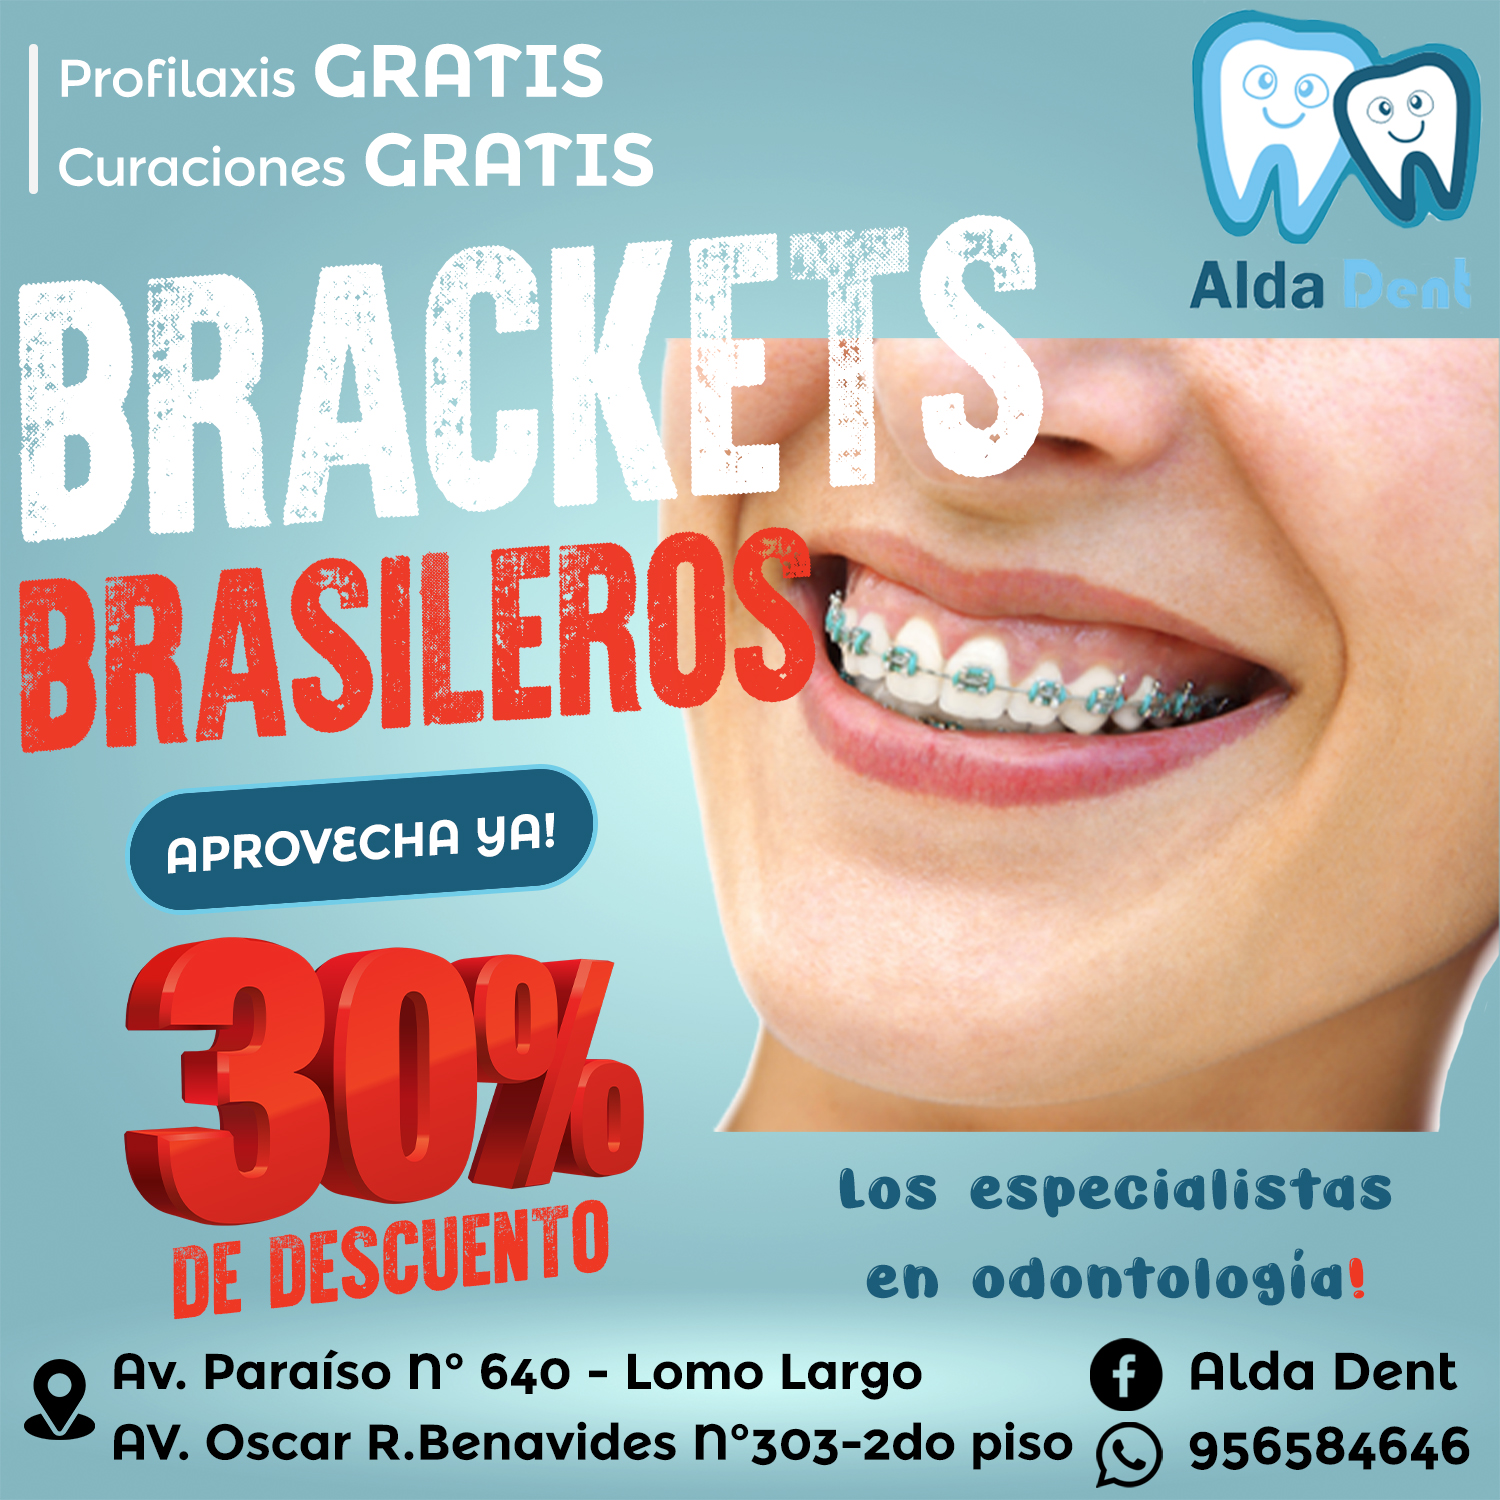 Profilaxis GRATIS
Curaciones GRATIS
Alda Dent
BRACKETS
BRASILEROS
APROVECHA YA!
30%
DE DESCUENTO
Los especialistas
en odontología!
Av. Paraíso N° 640 - Lomo Largo
AV. Oscar R.Benavides N°303-2do piso
Alda Dent
956584646